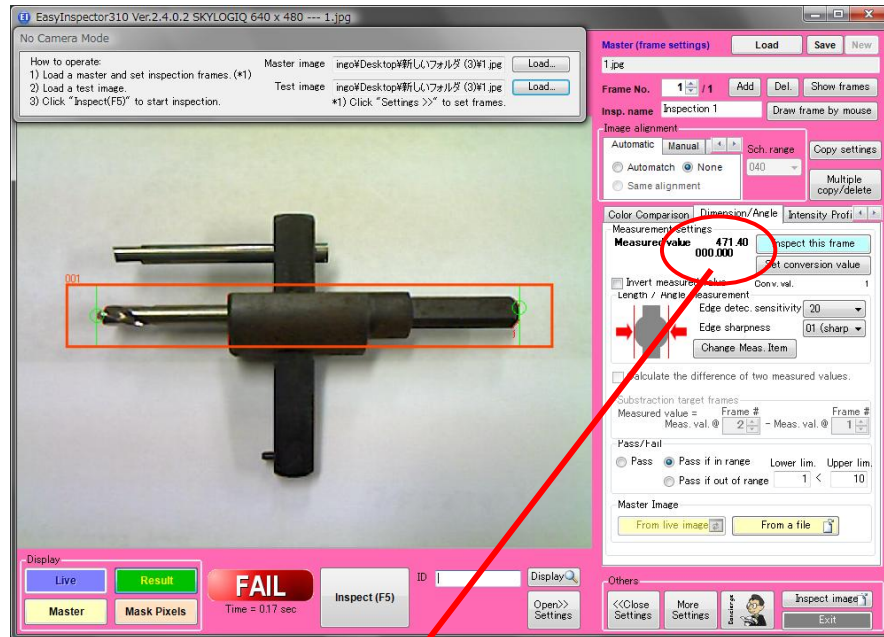 EasyInspector310 Ver.2.4.0.2 SKYLOGIQ 640 x 480 --- 1.jpg
No Camera Mode
How to operate:
1) Load a master and set inspection frames.(*1)
2) Load a test image.
3) Click "Inspect(F5)" to start inspection.
Master image ingo¥Desktop¥新しいフォルダ (3)¥1.jpg Load...
Test image ingo¥Desktop¥新しいフォルダ (3)¥1.jpg Load...
*1) Click "Settings >>" to set frames.
001
Master (frame settings) Load Save New
1.jpg
Frame No. 1 / 1 Add Del. Show frames
Insp. name Inspection 1 Draw frame by mouse
Image alignment
Automatic Manual
Automatch None
Same alignment
Sch. range
040
Copy settings
Multiple
copy/delete
Color Comparison Dimension/Angle Intensity Profi
Measurement settings
Measured value 471.40
000.000
Inspect this frame
Set conversion value
Invert measured value Conv. val. 1
Length / Angle measurement
Edge detec. sensitivity 20
Edge sharpness 01 (sharp
Change Meas. Item
Calculate the difference of two measured values.
Substraction target frames
Measured value = Frame # Frame #
Meas. val. @ 2 - Meas. val. @ 1
Pass/Fail
Pass Pass if in range Lower lim. Upper lim.
Pass if out of range 1 < 10
Master Image
From live image From a file
Display
Live Result
Master Mask Pixels
FAIL
Time = 0.17 sec
Inspect (F5)
ID
Display
Open>>
Settings
Others
<<Close
Settings
More
Settings
Concierge
Inspect image
Exit